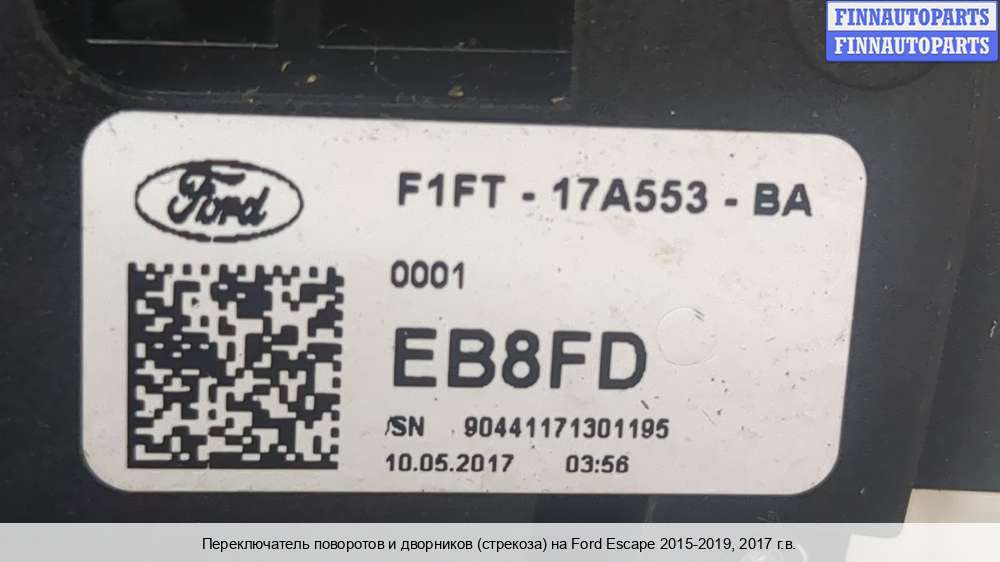 FINNAUTOPARTS
FINNAUTOPARTS
Ford
F1FT - 17A553 - BA
0001
EB8FD
/SN 90441171301195
10.05.2017 03:56
Переключатель поворотов и дворников (стрекоза) на Ford Escape 2015-2019, 2017 г.в.